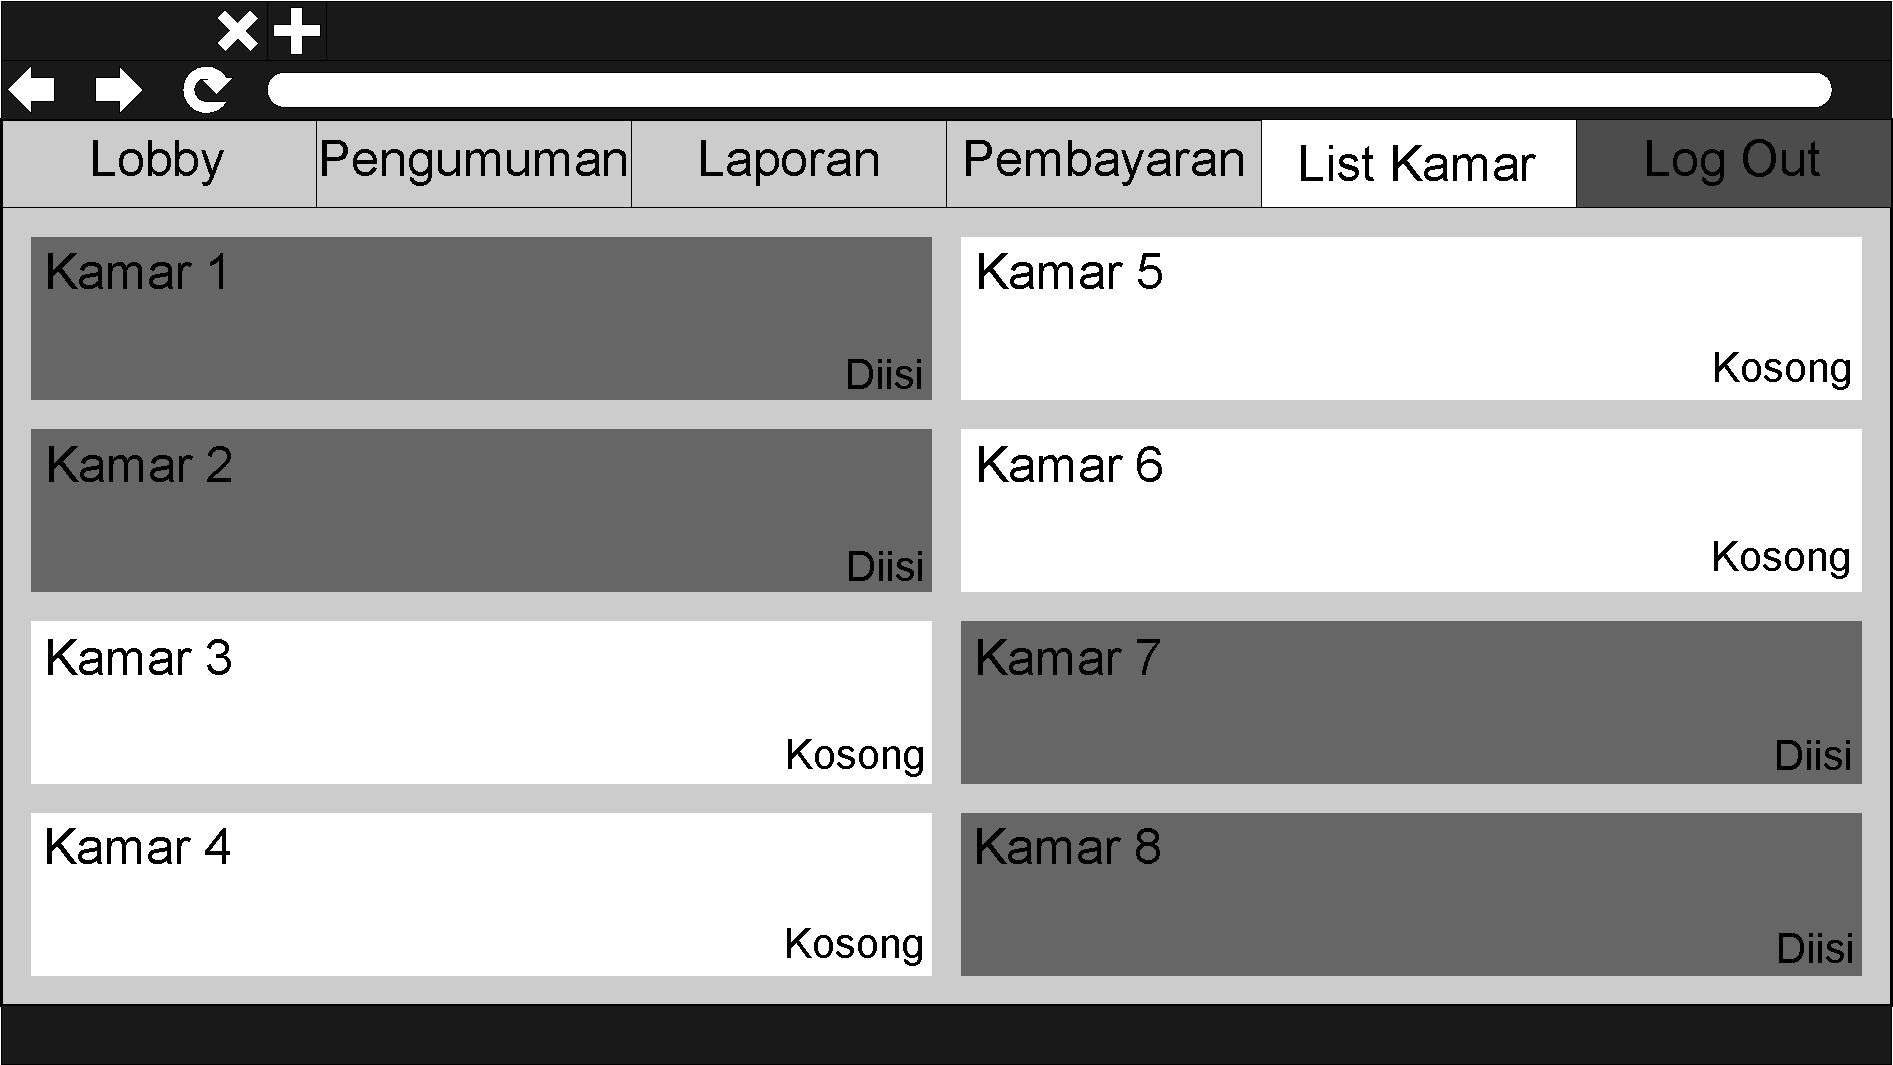 Lobby
Pengumuman
Laporan
Pembayaran
List Kamar
Log Out
Kamar 1
Diisi
Kamar 2
Diisi
Kamar 3
Kosong
Kamar 4
Kosong
Kamar 5
Kosong
Kamar 6
Kosong
Kamar 7
Diisi
Kamar 8
Diisi